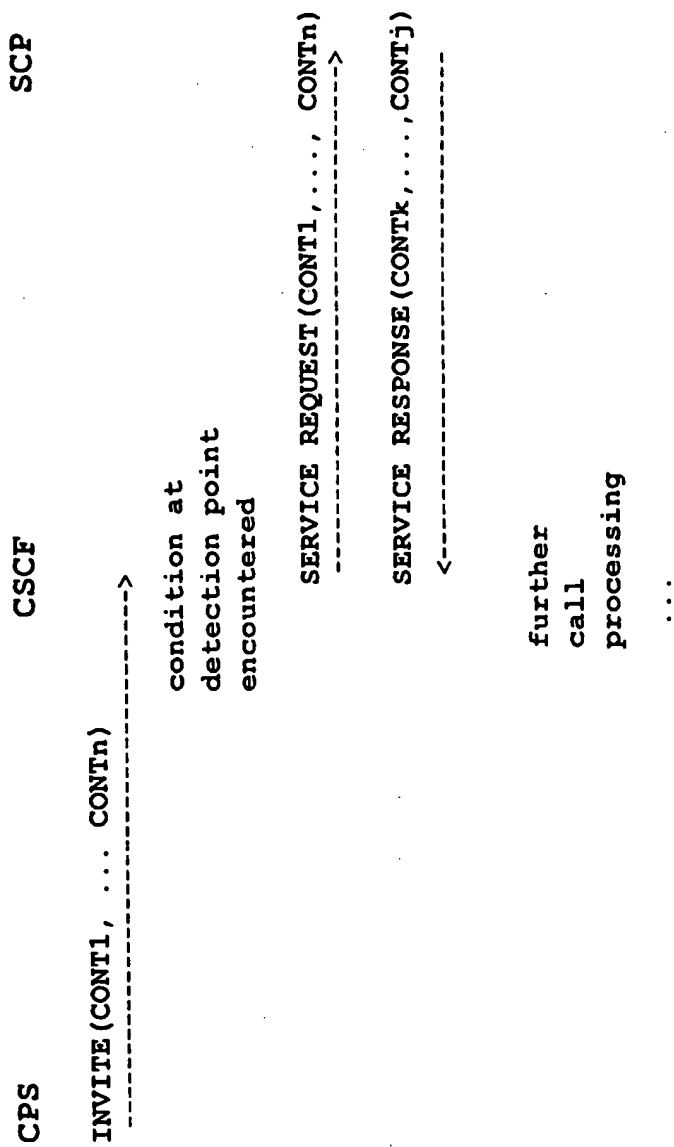 CPS CSCF SCP
INVITE(CONT1, ... CONTn)
----------------------------------->
condition at
detection point
encountered
SERVICE REQUEST(CONT1,..., CONTn)
----------------------------------->
SERVICE RESPONSE(CONTk,...,CONTj)
<-----------------------------------
further
call
processing
...